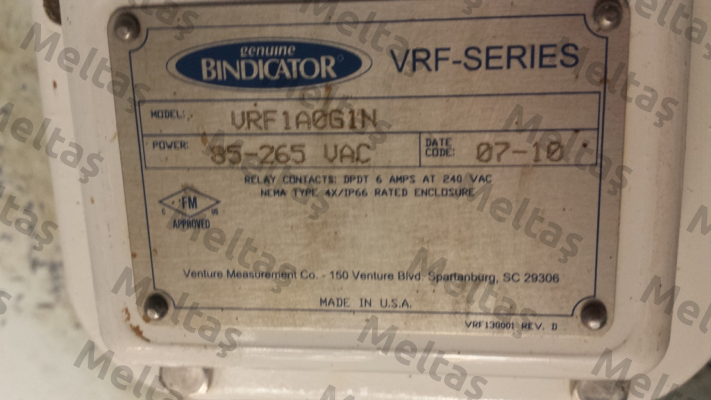 genuine
BINDICATOR
VRF-SERIES
MODEL: VRF1A0G1N
POWER: 85-265 VAC DATE CODE: 07-10
RELAY CONTACTS: DPDT 6 AMPS AT 240 VAC
NEMA TYPE 4X/IP66 RATED ENCLOSURE
FM
C US
APPROVED
Venture Measurement Co. - 150 Venture Blvd. Spartanburg, SC 29306
MADE IN U.S.A.
VRF130001 REV. D
Meltaş